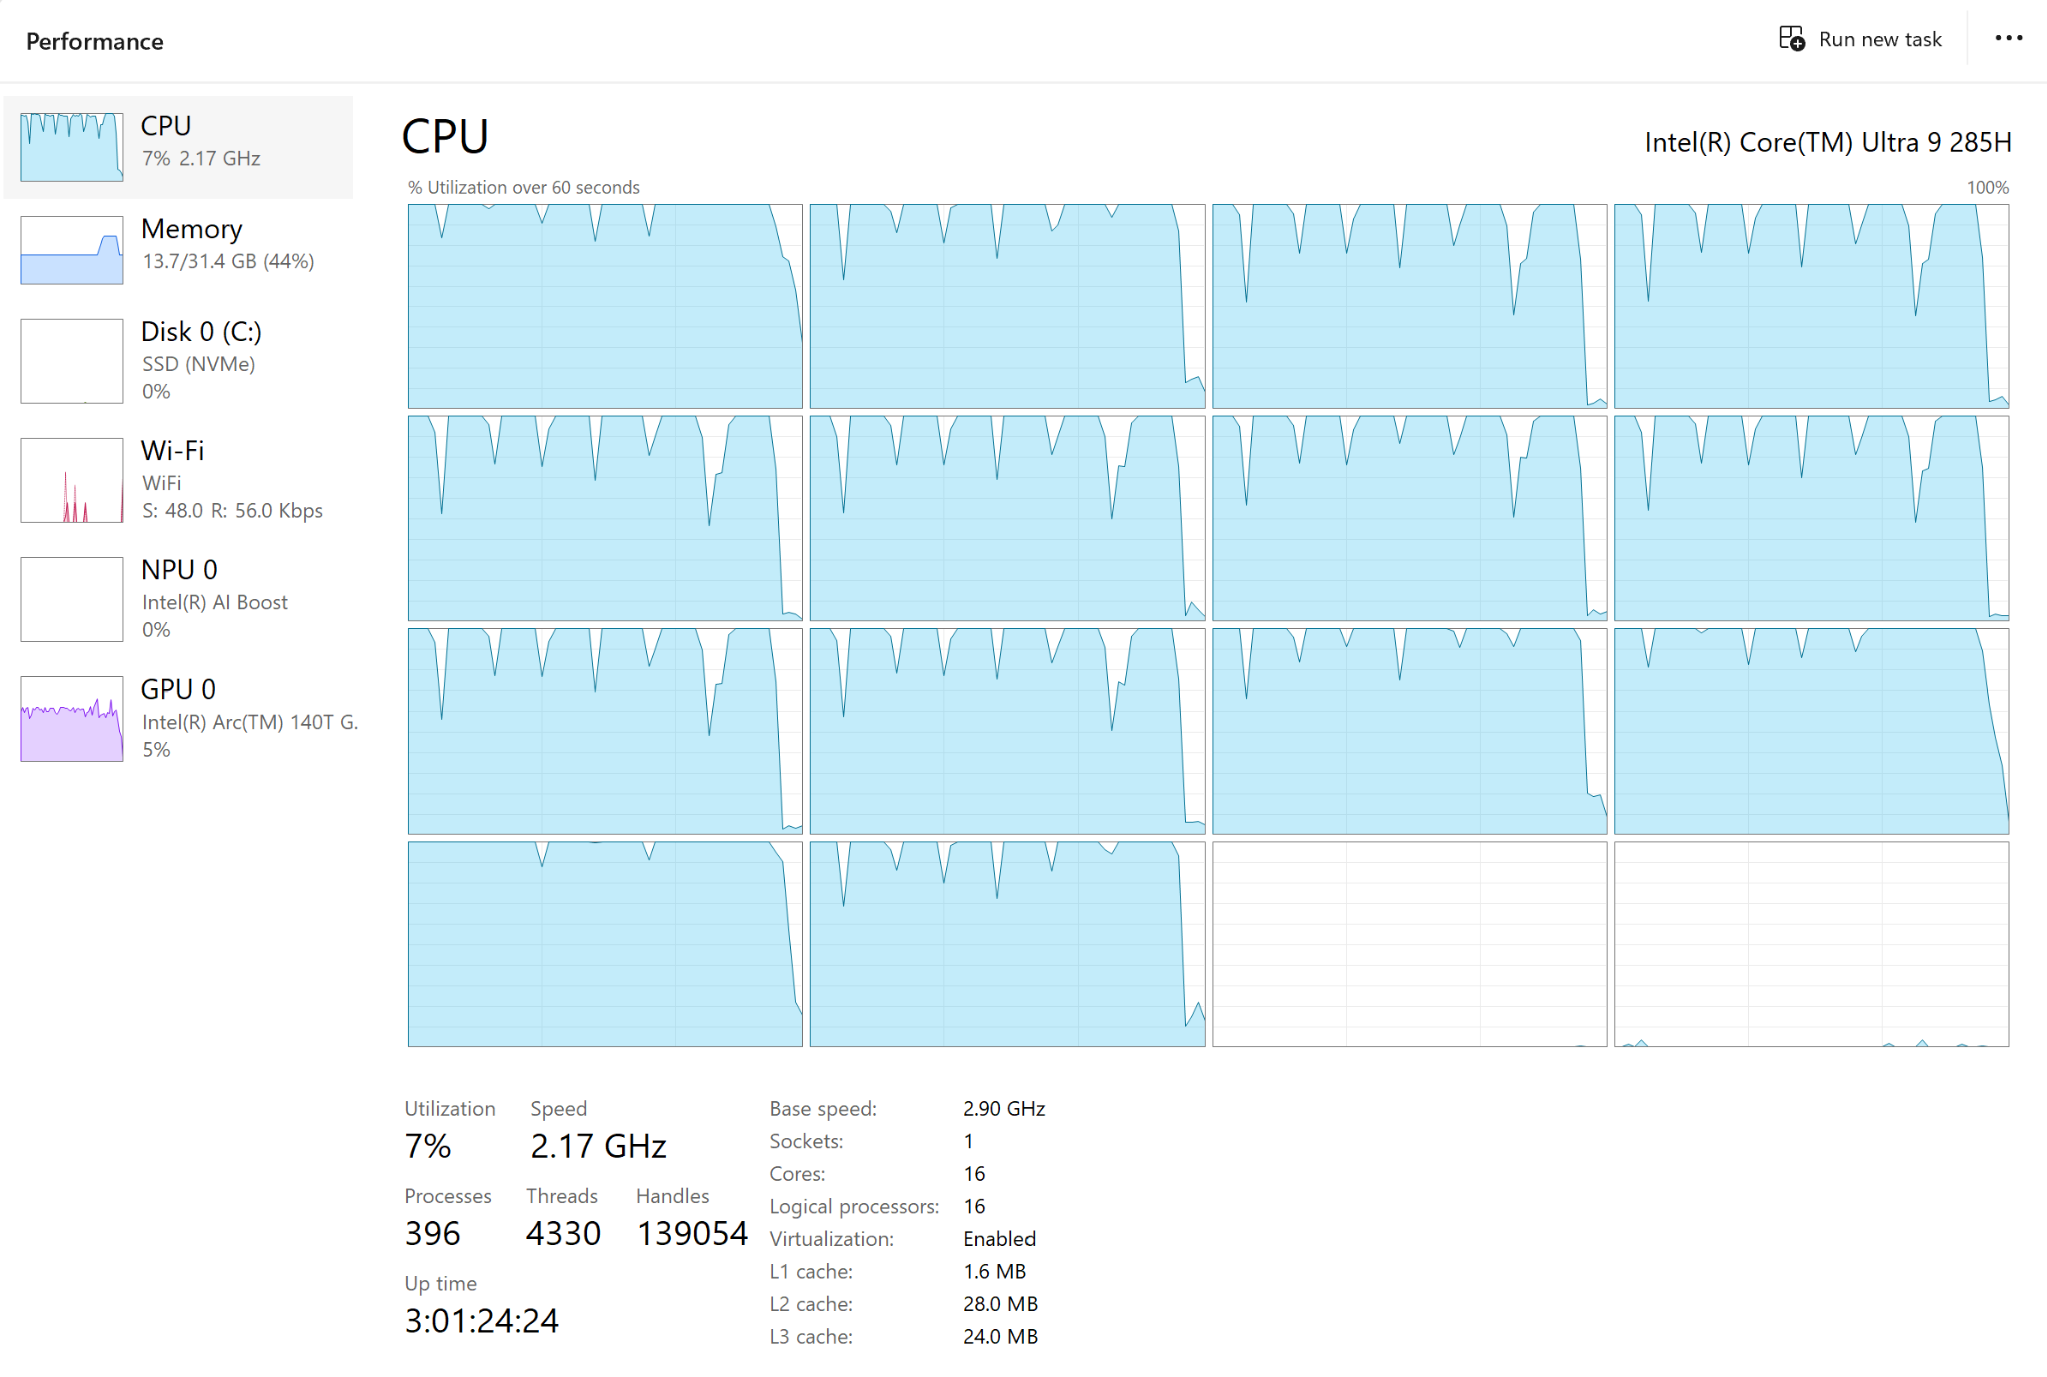 Performance
Run new task
CPU
7% 2.17 GHz
Memory
13.7/31.4 GB (44%)
Disk 0 (C:)
SSD (NVMe)
0%
Wi-Fi
WiFi
S: 48.0 R: 56.0 Kbps
NPU 0
Intel(R) AI Boost
0%
GPU 0
Intel(R) Arc(TM) 140T G.
5%
CPU
Intel(R) Core(TM) Ultra 9 285H
% Utilization over 60 seconds
100%
Utilization Speed
7% 2.17 GHz
Processes Threads Handles
396 4330 139054
Up time
3:01:24:24
Base speed: 2.90 GHz
Sockets: 1
Cores: 16
Logical processors: 16
Virtualization: Enabled
L1 cache: 1.6 MB
L2 cache: 28.0 MB
L3 cache: 24.0 MB